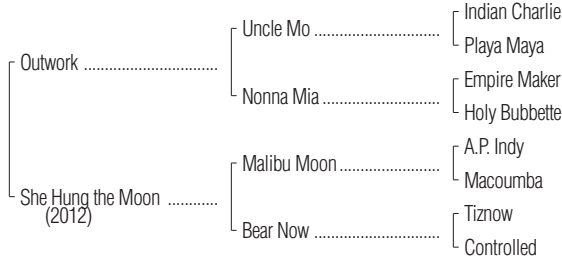 Indian Charlie
Uncle Mo ..............................
Playa Maya
Outwork ................................
Empire Maker
Nonna Mia ............................
Holy Bubbette
A.P. Indy
Malibu Moon ........................
Macoumba
She Hung the Moon ............
(2012)
Tiznow
Bear Now ..............................
Controlled